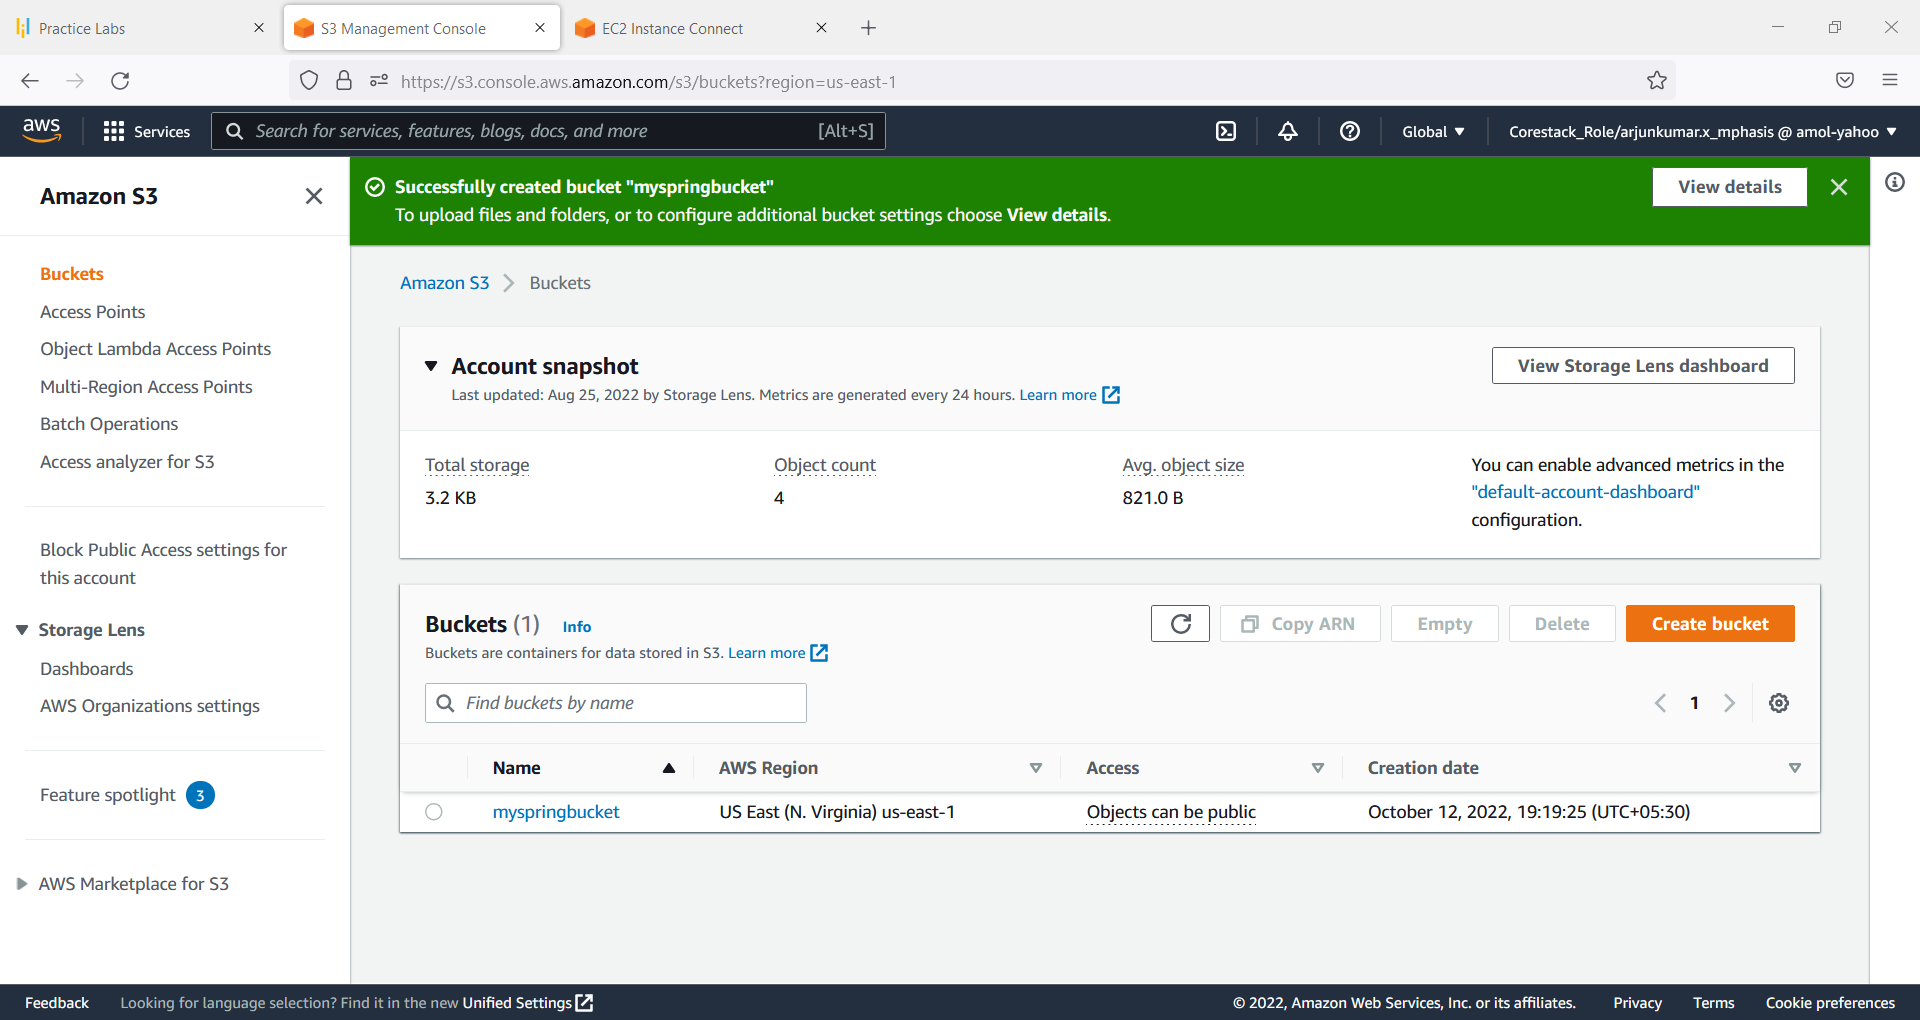 Practice Labs
S3 Management Console
EC2 Instance Connect
https://s3.console.aws.amazon.com/s3/buckets?region=us-east-1
aws
Services
Search for services, features, blogs, docs, and more
[Alt+S]
Global
Corestack_Role/arjunkumar.x_mphasis @ amol-yahoo
Amazon S3
Buckets
Access Points
Object Lambda Access Points
Multi-Region Access Points
Batch Operations
Access analyzer for S3
Block Public Access settings for
this account
Storage Lens
Dashboards
AWS Organizations settings
Feature spotlight 3
AWS Marketplace for S3
Successfully created bucket "myspringbucket"
To upload files and folders, or to configure additional bucket settings choose View details.
View details
Amazon S3 Buckets
Account snapshot
Last updated: Aug 25, 2022 by Storage Lens. Metrics are generated every 24 hours. Learn more
View Storage Lens dashboard
Total storage
3.2 KB
Object count
4
Avg. object size
821.0 B
You can enable advanced metrics in the
"default-account-dashboard"
configuration.
Buckets (1) Info
Buckets are containers for data stored in S3. Learn more
Copy ARN
Empty
Delete
Create bucket
Find buckets by name
1
Name AWS Region Access Creation date
myspringbucket US East (N. Virginia) us-east-1 Objects can be public October 12, 2022, 19:19:25 (UTC+05:30)
Feedback Looking for language selection? Find it in the new Unified Settings
© 2022, Amazon Web Services, Inc. or its affiliates. Privacy Terms Cookie preferences